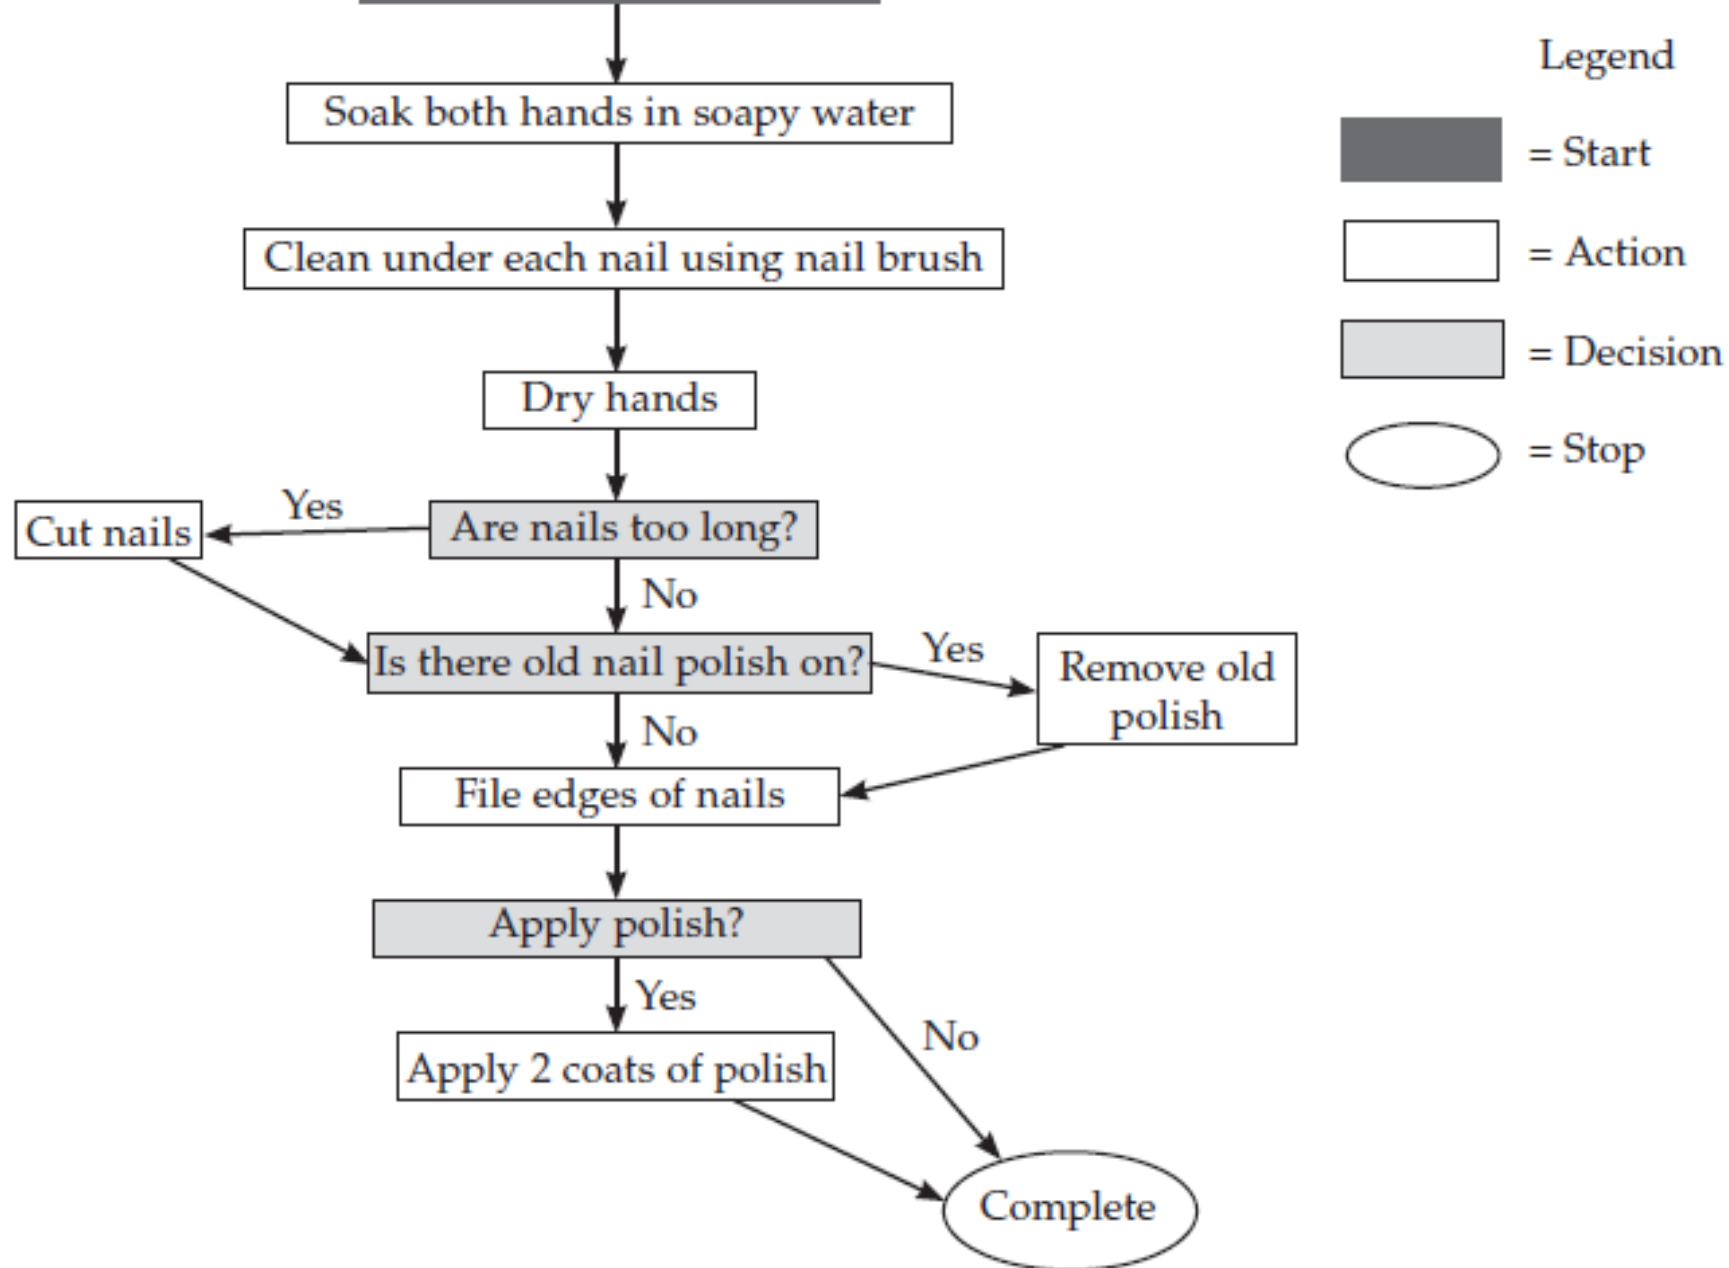 Legend
= Start
= Action
= Decision
= Stop
Soak both hands in soapy water
Clean under each nail using nail brush
Dry hands
Are nails too long?
Yes
Cut nails
No
Is there old nail polish on?
Yes
Remove old
polish
No
File edges of nails
Apply polish?
Yes
No
Apply 2 coats of polish
Complete